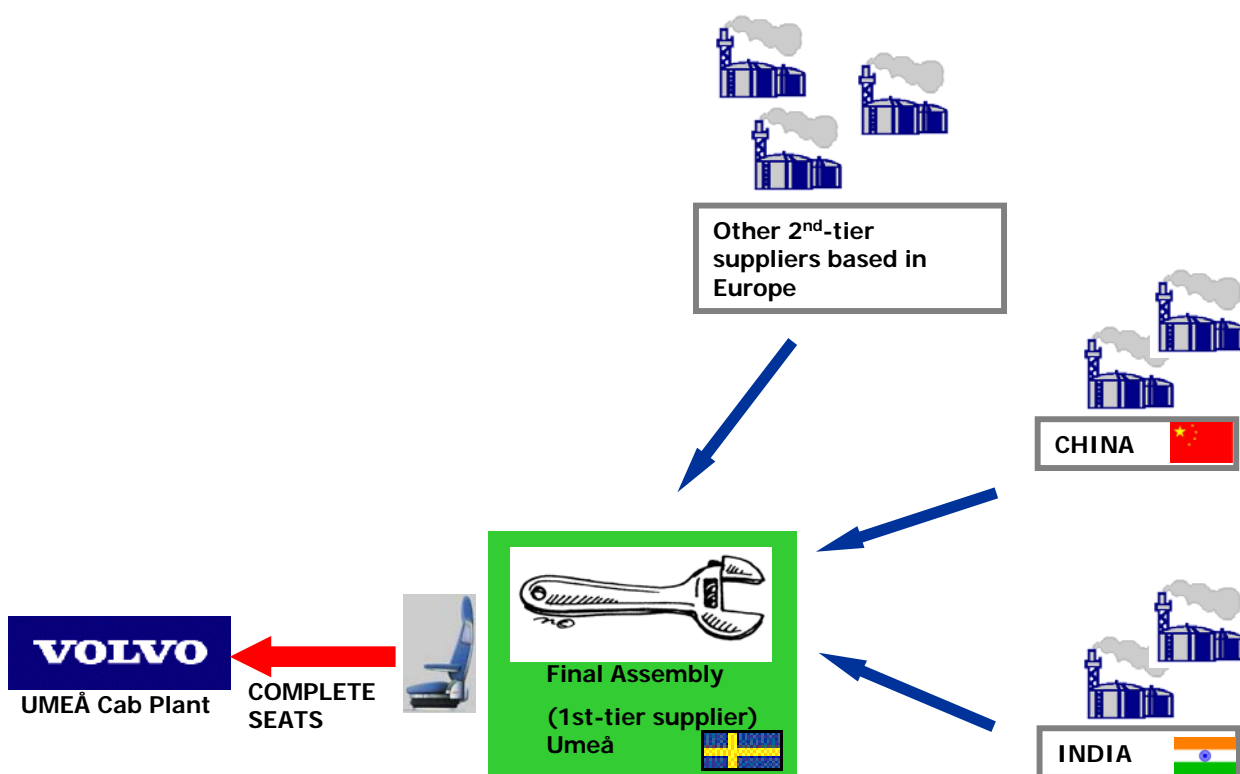 Other 2nd-tier
suppliers based in
Europe
CHINA
VOLVO
UMEÅ Cab Plant
COMPLETE
SEATS
Final Assembly
(1st-tier supplier)
Umeå
INDIA